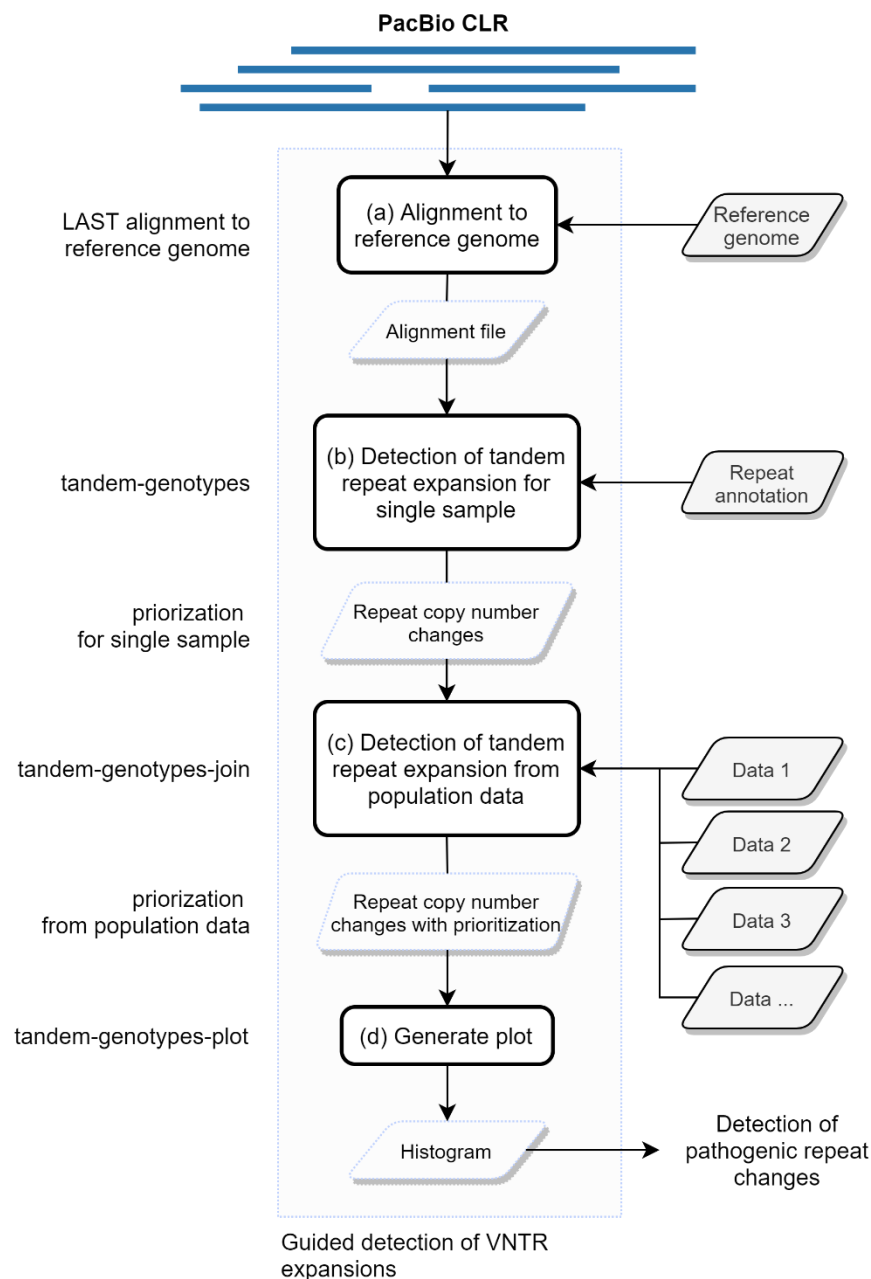 PacBio CLR
LAST alignment to
reference genome
(a) Alignment to
reference genome
Reference
genome
Alignment file
tandem-genotypes
(b) Detection of tandem
repeat expansion for
single sample
Repeat
annotation
priorization
for single sample
Repeat copy number
changes
tandem-genotypes-join
(c) Detection of tandem
repeat expansion from
population data
Data 1
Data 2
Data 3
Data ...
priorization
from population data
Repeat copy number
changes with prioritization
tandem-genotypes-plot
(d) Generate plot
Histogram
Detection of
pathogenic repeat
changes
Guided detection of VNTR
expansions